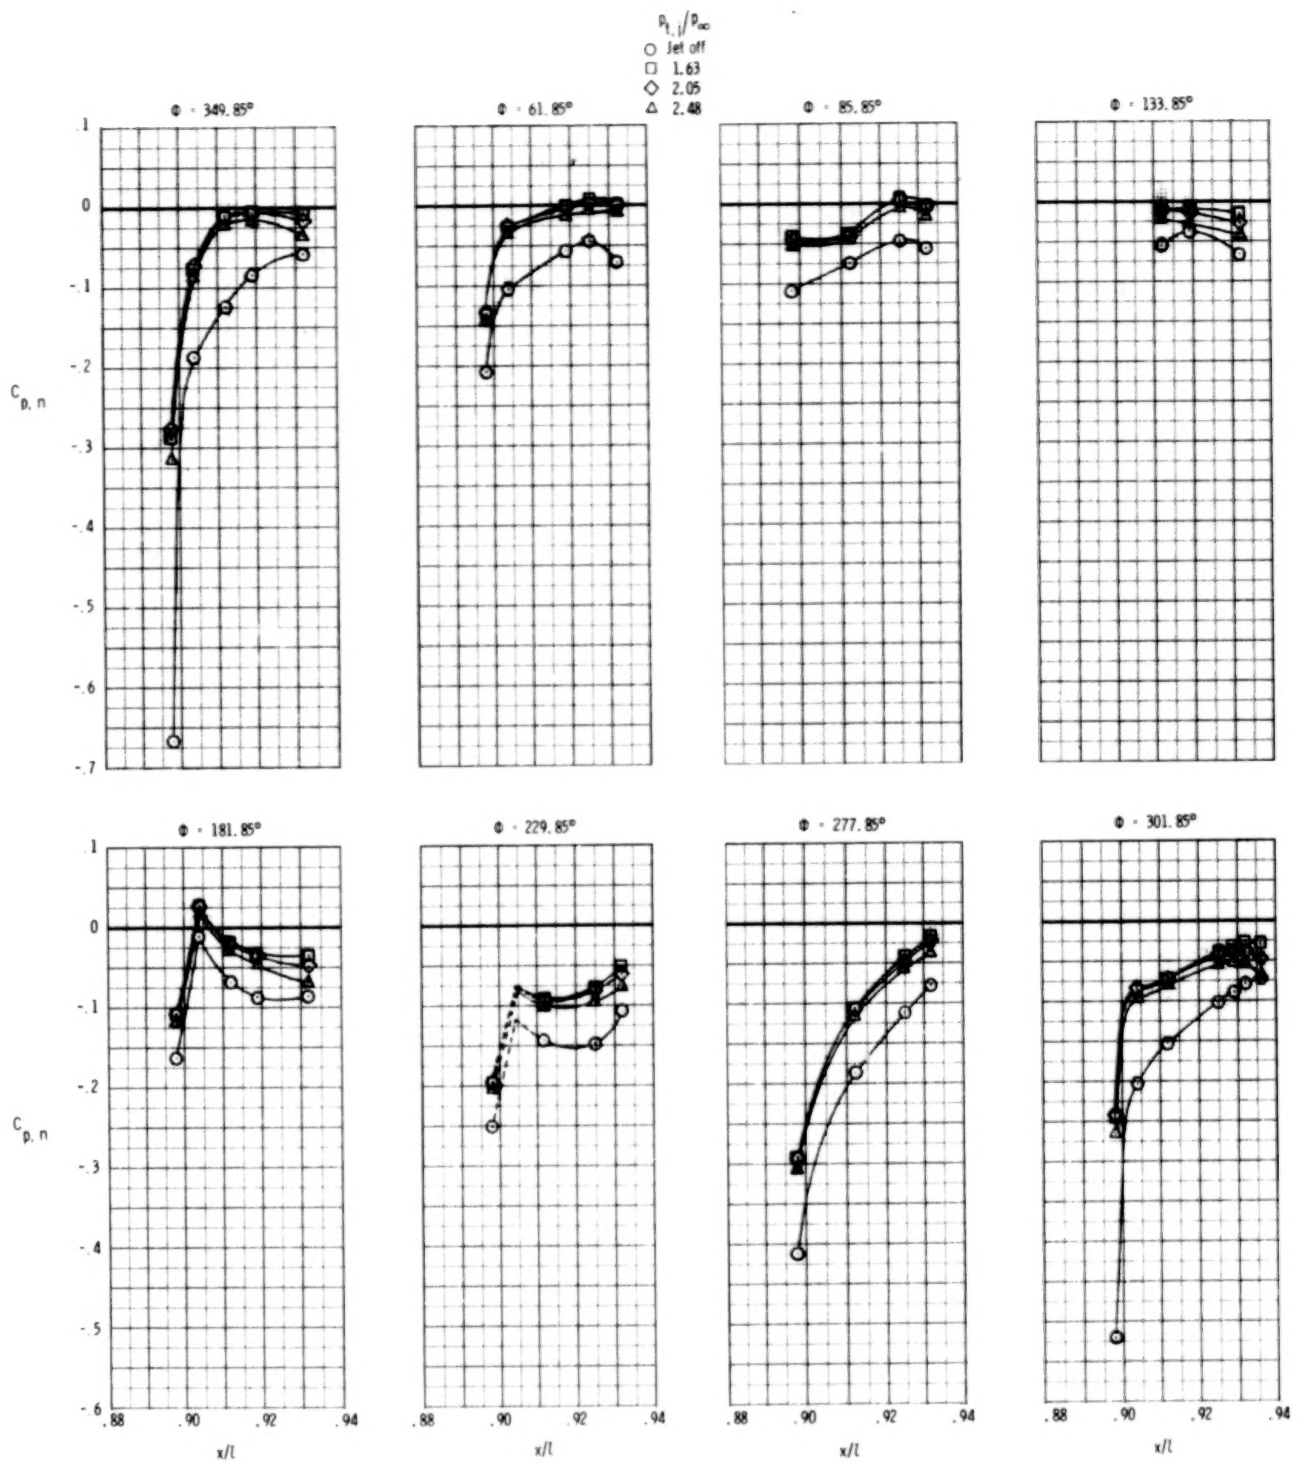 p_{t,j}/p_∞
Jet off
1.63
2.05
2.48
Φ = 349.85°
Φ = 61.85°
Φ = 85.85°
Φ = 133.85°
.1
0
-.1
-.2
C_{p,n}
-.3
-.4
-.5
-.6
-.7
Φ = 181.85°
Φ = 229.85°
Φ = 277.85°
Φ = 301.85°
.1
0
-.1
-.2
C_{p,n}
-.3
-.4
-.5
-.6
.88 .90 .92 .94
.88 .90 .92 .94
.88 .90 .92 .94
.88 .90 .92 .94
x/l
x/l
x/l
x/l